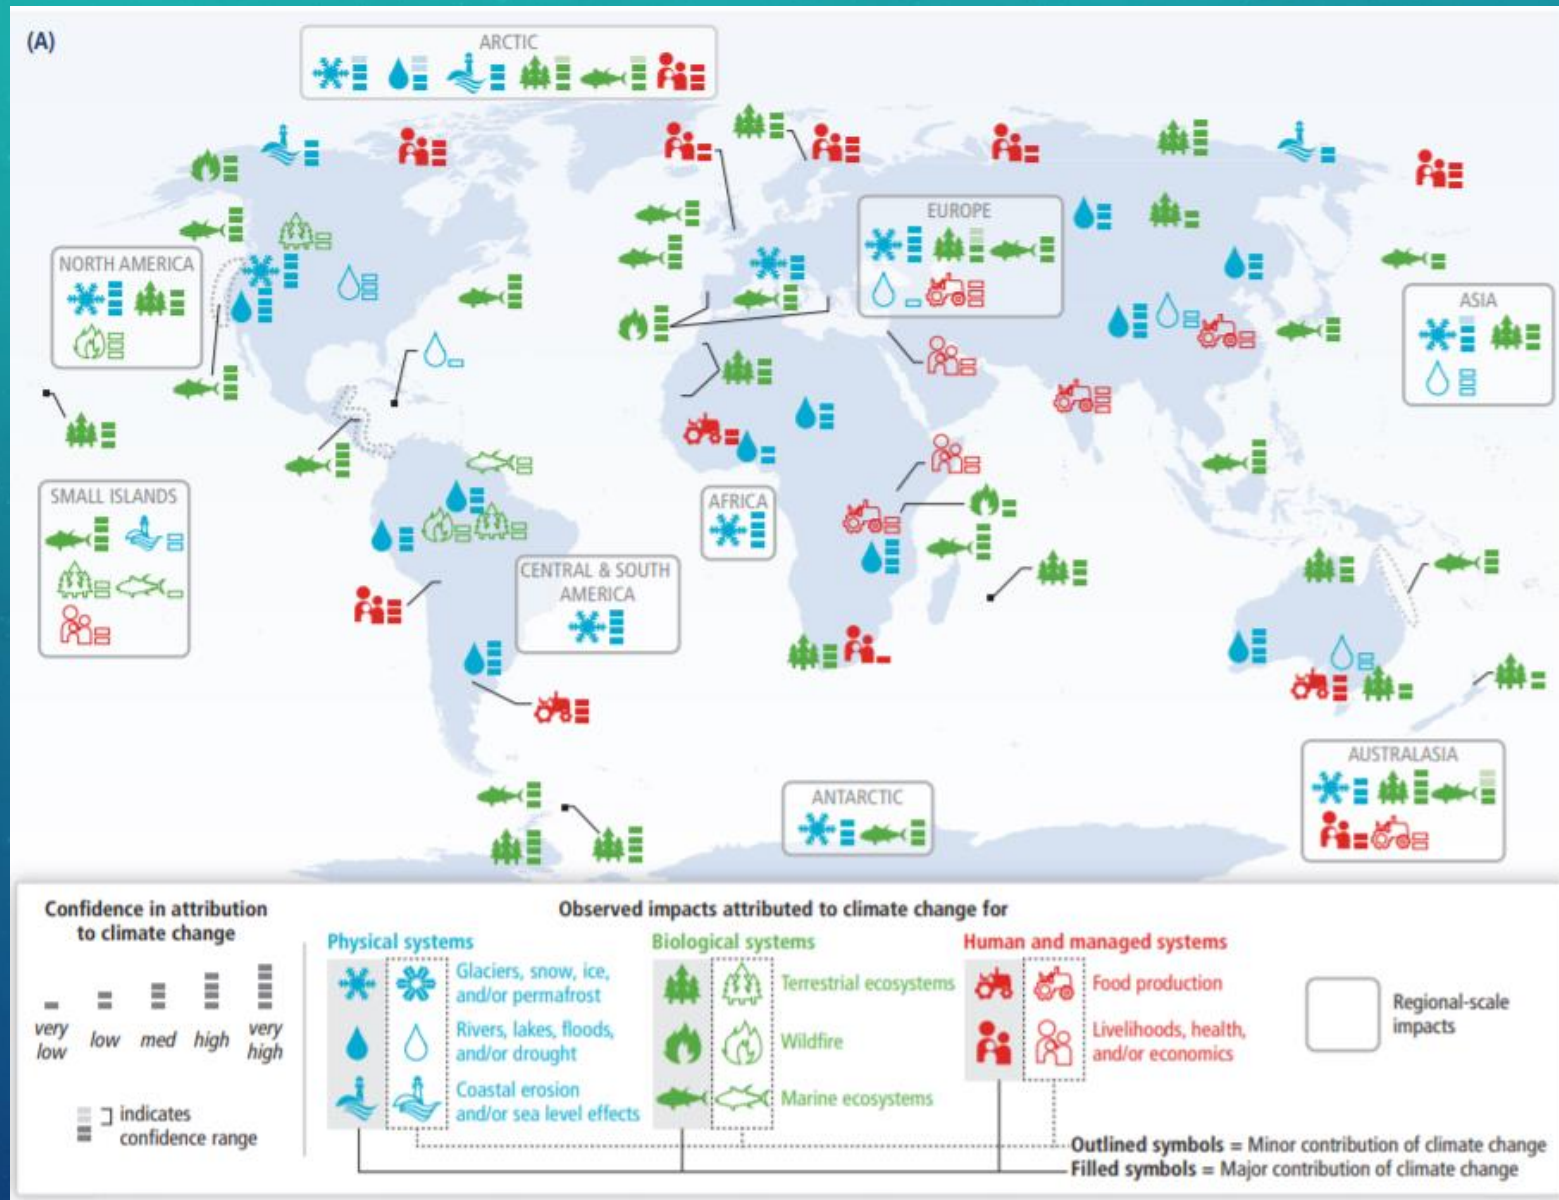 (A)
ARCTIC
EUROPE
NORTH AMERICA
ASIA
SMALL ISLANDS
AFRICA
CENTRAL & SOUTH
AMERICA
AUSTRALASIA
ANTARCTIC
Confidence in attribution
to climate change
very
low
low
med
high
very
high
indicates
confidence range
Observed impacts attributed to climate change for
Physical systems
Glaciers, snow, ice,
and/or permafrost
Rivers, lakes, floods,
and/or drought
Coastal erosion
and/or sea level effects
Biological systems
Terrestrial ecosystems
Wildfire
Marine ecosystems
Human and managed systems
Food production
Livelihoods, health,
and/or economics
Regional-scale
impacts
Outlined symbols = Minor contribution of climate change
Filled symbols = Major contribution of climate change